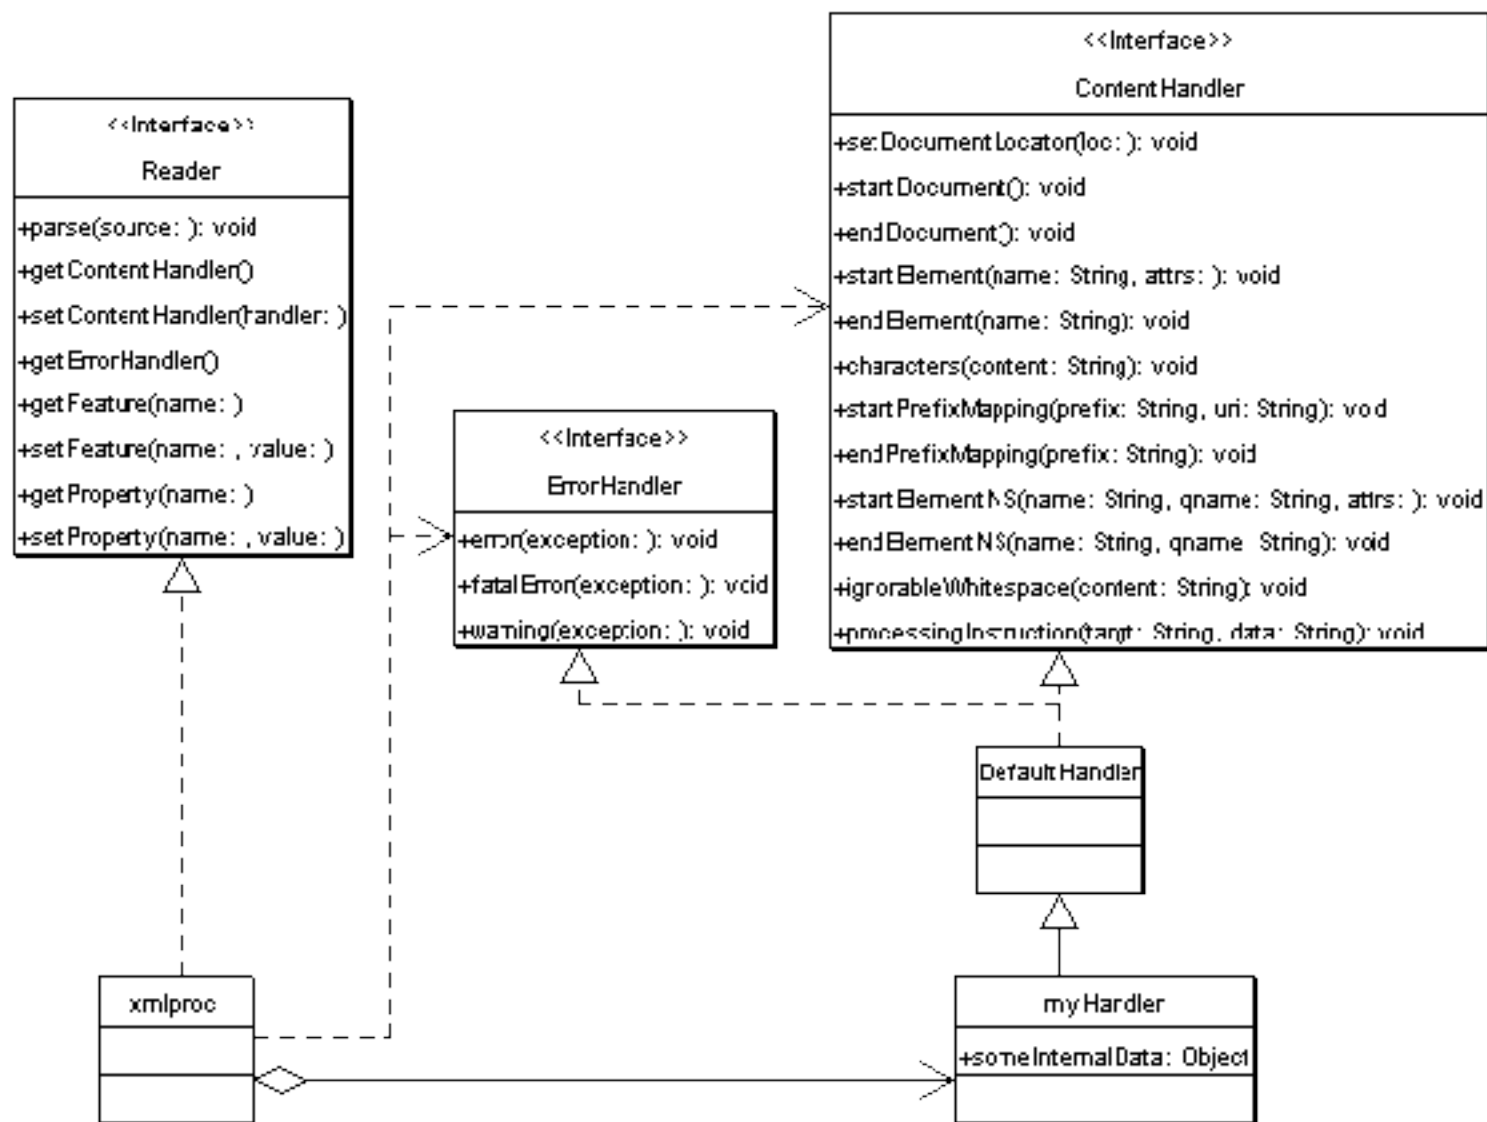 <<Interface>>
Reader
+parse(source: ): void
+getContentHandler()
+setContentHandler(handler: )
+getErrorHandler()
+getFeature(name: )
+setFeature(name: , value: )
+getProperty(name: )
+setProperty(name: , value: )
<<Interface>>
ErrorHandler
+error(exception: ): void
+fatalError(exception: ): void
+warning(exception: ): void
<<Interface>>
ContentHandler
+setDocumentLocator(loc: ): void
+startDocument(): void
+endDocument(): void
+startElement(name: String, attrs: ): void
+endElement(name: String): void
+characters(content: String): void
+startPrefixMapping(prefix: String, uri: String): void
+endPrefixMapping(prefix: String): void
+startElementNS(name: String, qname: String, attrs: ): void
+endElementNS(name: String, qname: String): void
+ignorableWhitespace(content: String): void
+processingInstruction(targt: String, data: String): void
DefaultHandler
xmlproc
myHandler
+someInternalData: Object